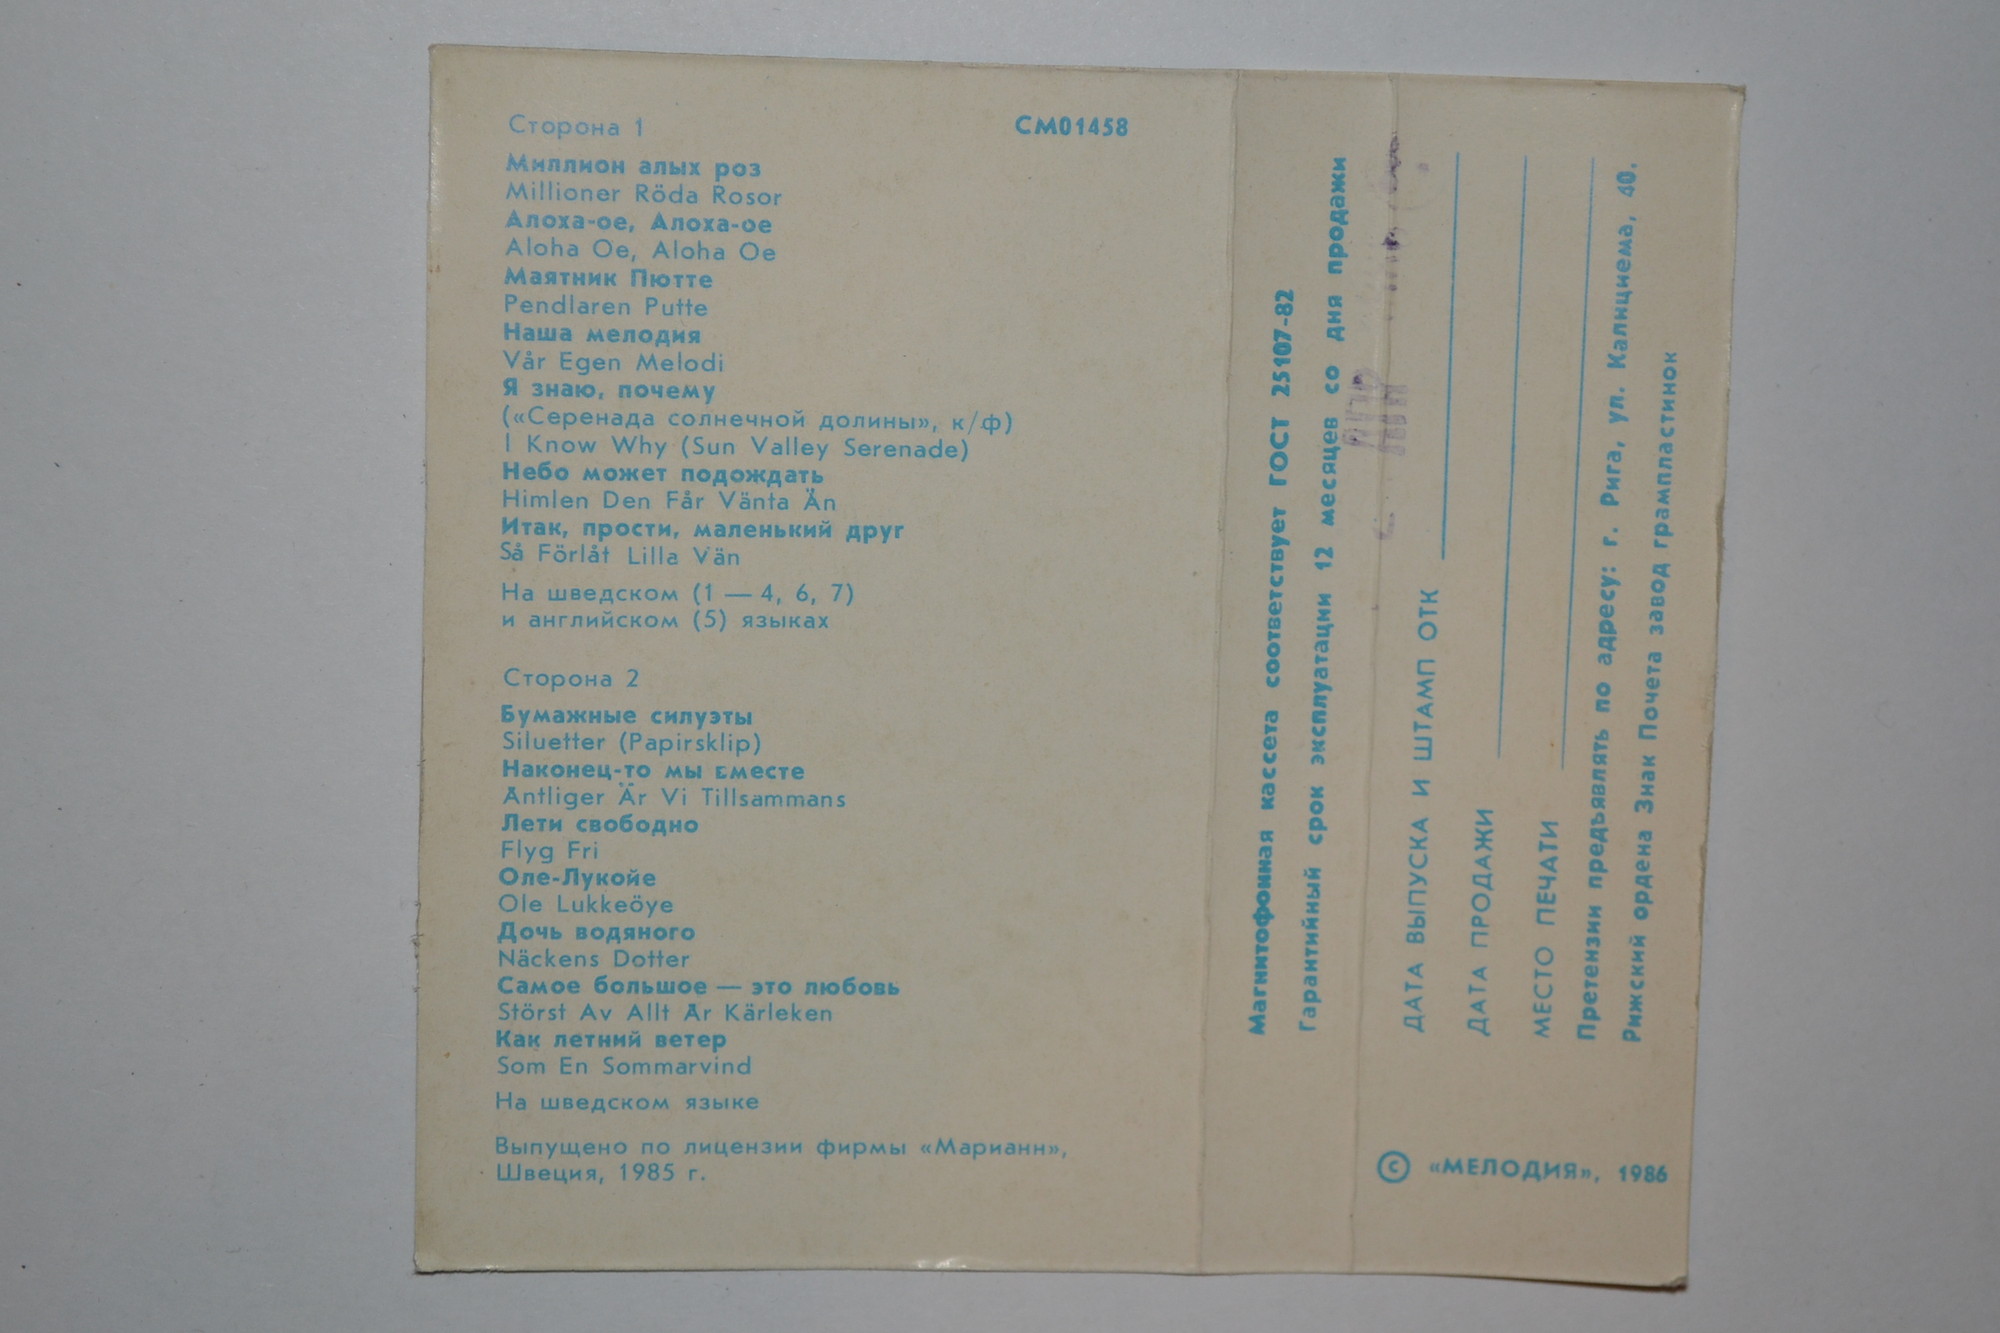 Сторона 1
СМ01458
Миллион алых роз
Millioner Röda Rosor
Алоха-ое, Алоха-ое
Aloha Oe, Aloha Oe
Маятник Пютте
Pendlaren Putte
Наша мелодия
Vår Egen Melodi
Я знаю, почему
(«Серенада солнечной долины», к/ф)
I Know Why (Sun Valley Serenade)
Небо может подождать
Himlen Den Får Vänta Än
Итак, прости, маленький друг
Så Förlåt Lilla Vän
На шведском (1 — 4, 6, 7)
и английском (5) языках
Сторона 2
Бумажные силуэты
Siluetter (Papirsklip)
Наконец-то мы вместе
Äntliger Är Vi Tillsammans
Лети свободно
Flyg Fri
Оле-Лукойе
Ole Lukkeöye
Дочь водяного
Näckens Dotter
Самое большое — это любовь
Störst Av Allt Är Kärleken
Как летний ветер
Som En Sommarvind
На шведском языке
Выпущено по лицензии фирмы «Марианн»,
Швеция, 1985 г.
Магнитофонная кассета соответствует ГОСТ 25107-82
Гарантийный срок эксплуатации 12 месяцев со дня продажи
ДАТА ВЫПУСКА И ШТАМП ОТК
ДАТА ПРОДАЖИ
МЕСТО ПЕЧАТИ
Претензии предъявлять по адресу: г. Рига, ул. Калнциема, 40,
Рижский ордена Знак Почета завод грампластинок
© «МЕЛОДИЯ», 1986